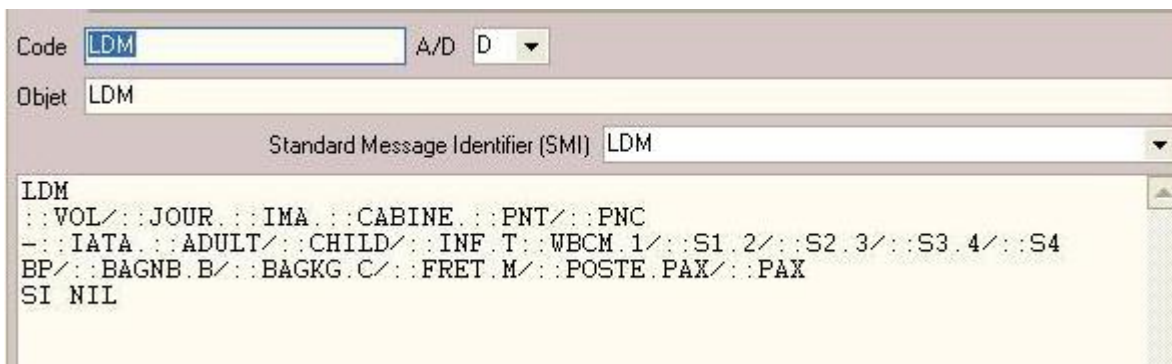 Code LDM A/D D
Objet LDM
Standard Message Identifier (SMI) LDM
LDM
::VOL/::JOUR.::IMA.::CABINE.::PNT/::PNC
-::IATA.::ADULT/::CHILD/::INF.T::WBCM.1/::S1.2/::S2.3/::S3.4/::S4
BP/::BAGNB.B/::BAGKG.C/::FRET.M/::POSTE.PAX/::PAX
SI NIL